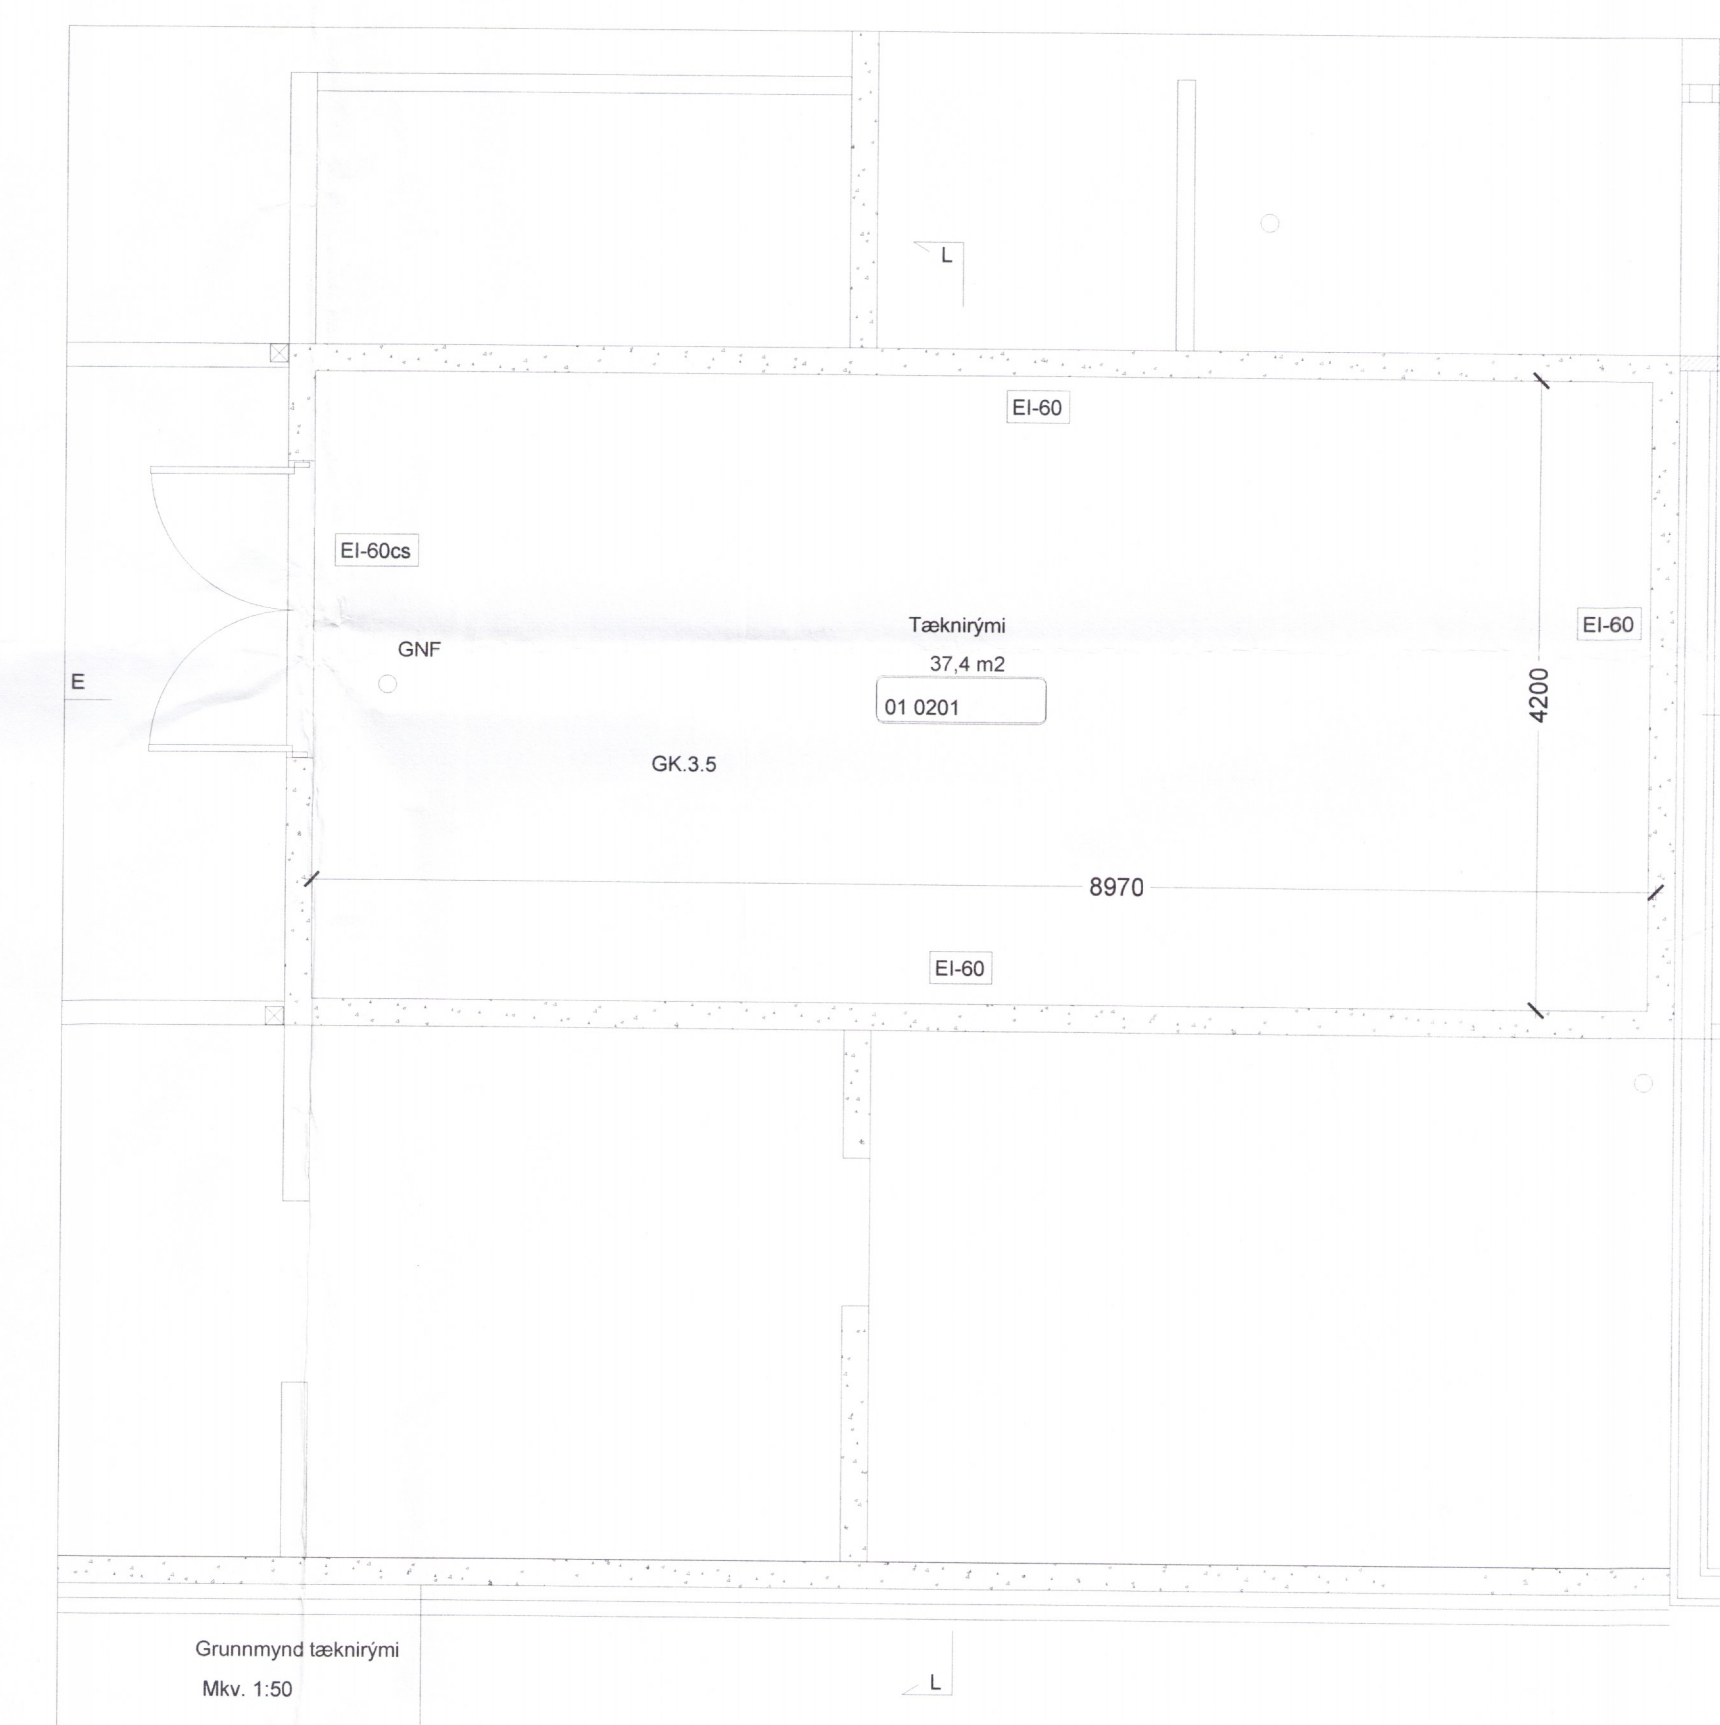 L
EI-60
EI-60cs
Tæknirými
EI-60
GNF
37,4 m2
E
01 0201
4200
GK.3.5
8970
EI-60
Grunnmynd tæknirými
L
Mkv. 1:50